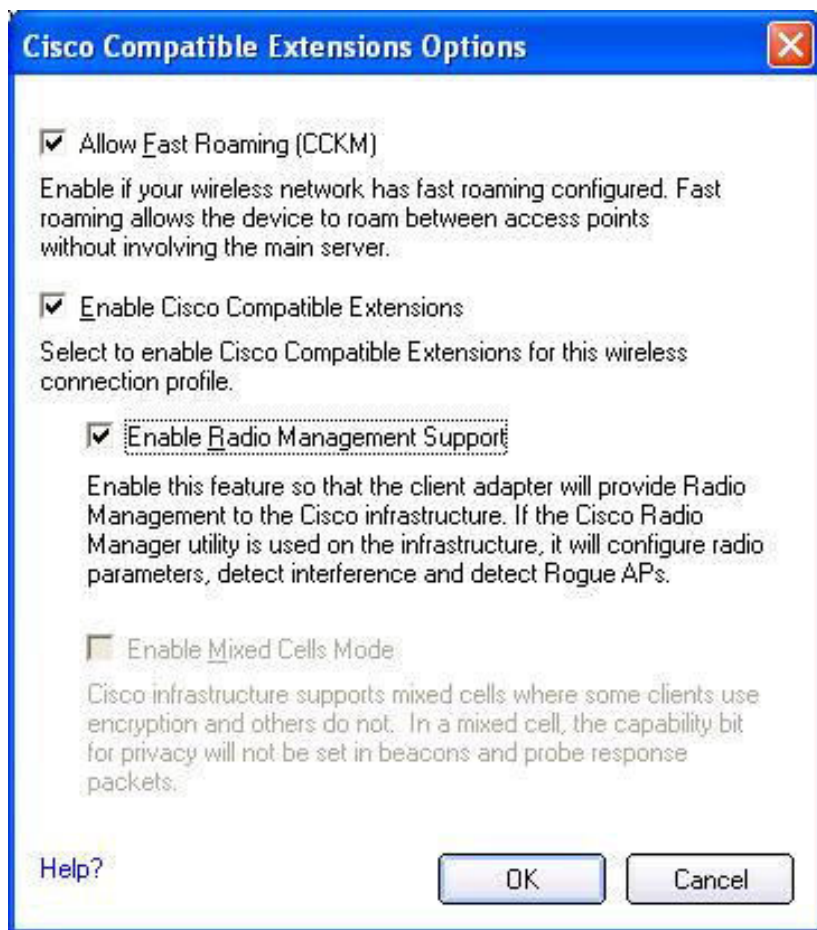 Cisco Compatible Extensions Options
Allow Fast Roaming (CCKM)
Enable if your wireless network has fast roaming configured. Fast
roaming allows the device to roam between access points
without involving the main server.
Enable Cisco Compatible Extensions
Select to enable Cisco Compatible Extensions for this wireless
connection profile.
Enable Radio Management Support
Enable this feature so that the client adapter will provide Radio
Management to the Cisco infrastructure. If the Cisco Radio
Manager utility is used on the infrastructure, it will configure radio
parameters, detect interference and detect Rogue APs.
Enable Mixed Cells Mode
Cisco infrastructure supports mixed cells where some clients use
encryption and others do not. In a mixed cell, the capability bit
for privacy will not be set in beacons and probe response
packets.
Help?
OK
Cancel